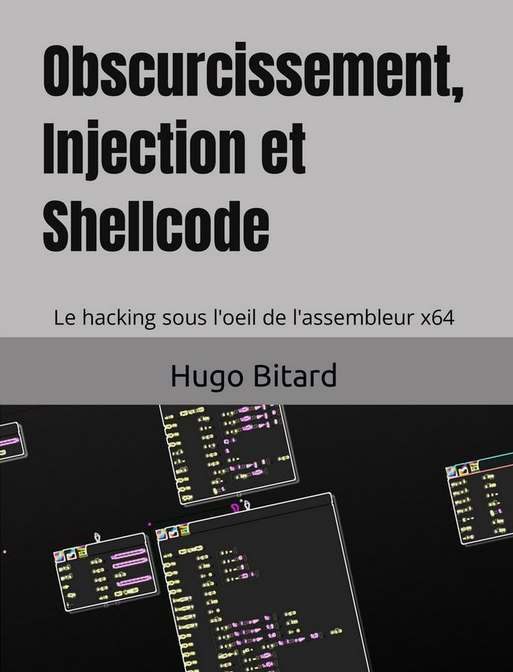 Obscurcissement,
Injection et
Shellcode
Le hacking sous l'oeil de l'assembleur x64
Hugo Bitard